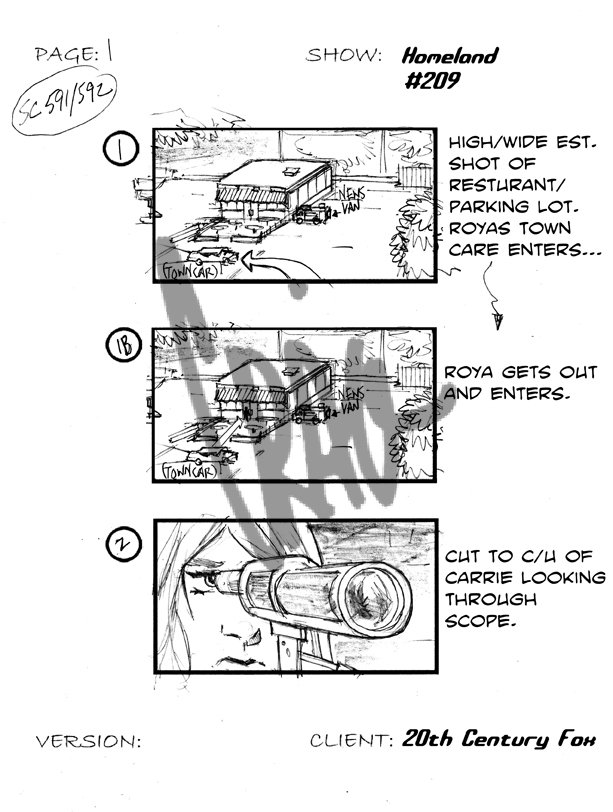 PAGE: 1
SHOW: Homeland
#209
SC 591/592
1
HIGH/WIDE EST.
SHOT OF
RESTURANT/
PARKING LOT.
ROYAS TOWN
CARE ENTERS...
NEWS
VAN
(TOWN CAR)
1B
ROYA GETS OUT
AND ENTERS.
NEWS
VAN
(TOWN CAR)
2
CUT TO C/U OF
CARRIE LOOKING
THROUGH
SCOPE.
VERSION:
CLIENT: 20th Century Fox